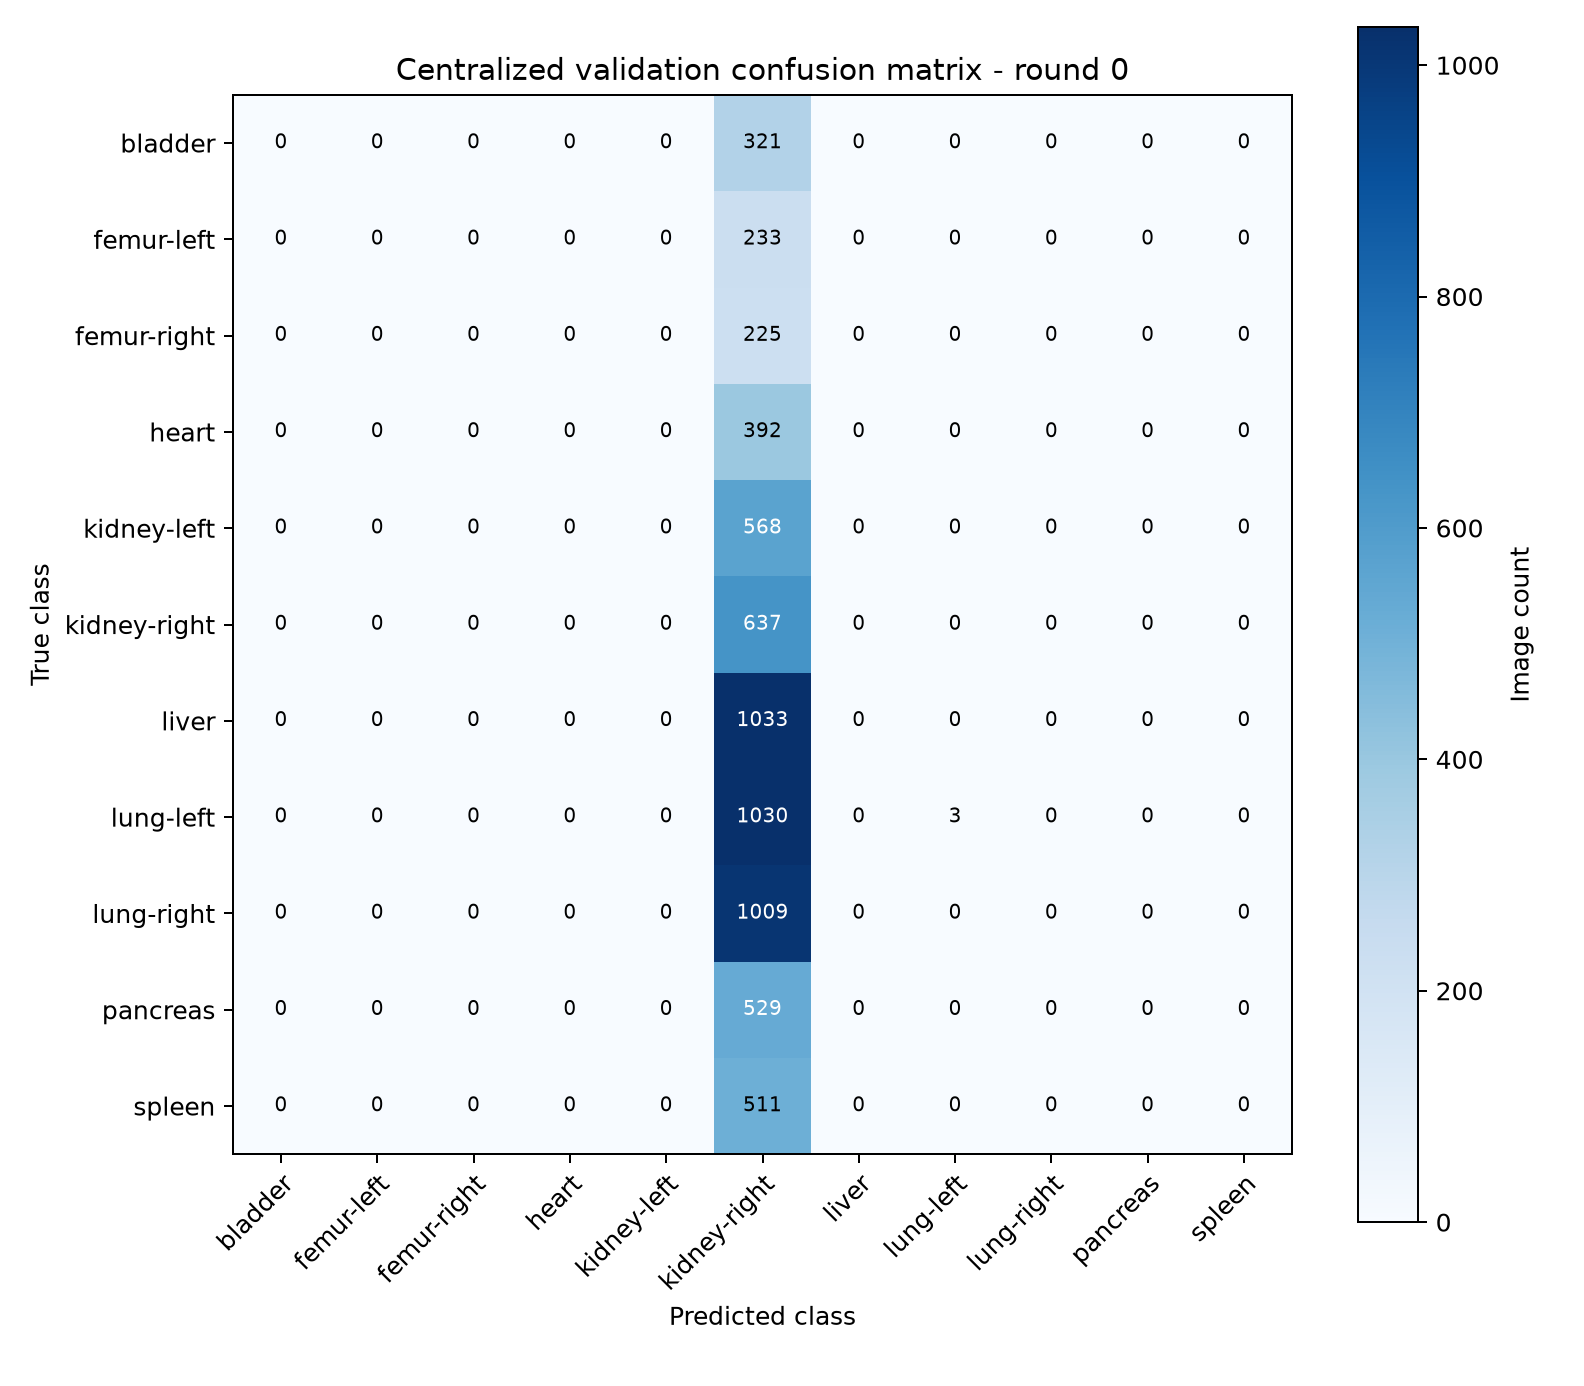 Centralized validation confusion matrix - round 0
bladder 0 0 0 0 0 321 0 0 0 0 0
femur-left 0 0 0 0 0 233 0 0 0 0 0
femur-right 0 0 0 0 0 225 0 0 0 0 0
heart 0 0 0 0 0 392 0 0 0 0 0
kidney-left 0 0 0 0 0 568 0 0 0 0 0
kidney-right 0 0 0 0 0 637 0 0 0 0 0
liver 0 0 0 0 0 1033 0 0 0 0 0
lung-left 0 0 0 0 0 1030 0 3 0 0 0
lung-right 0 0 0 0 0 1009 0 0 0 0 0
pancreas 0 0 0 0 0 529 0 0 0 0 0
spleen 0 0 0 0 0 511 0 0 0 0 0
True class
bladder femur-left femur-right heart kidney-left kidney-right liver lung-left lung-right pancreas spleen
Predicted class
1000
800
600
400
200
0
Image count